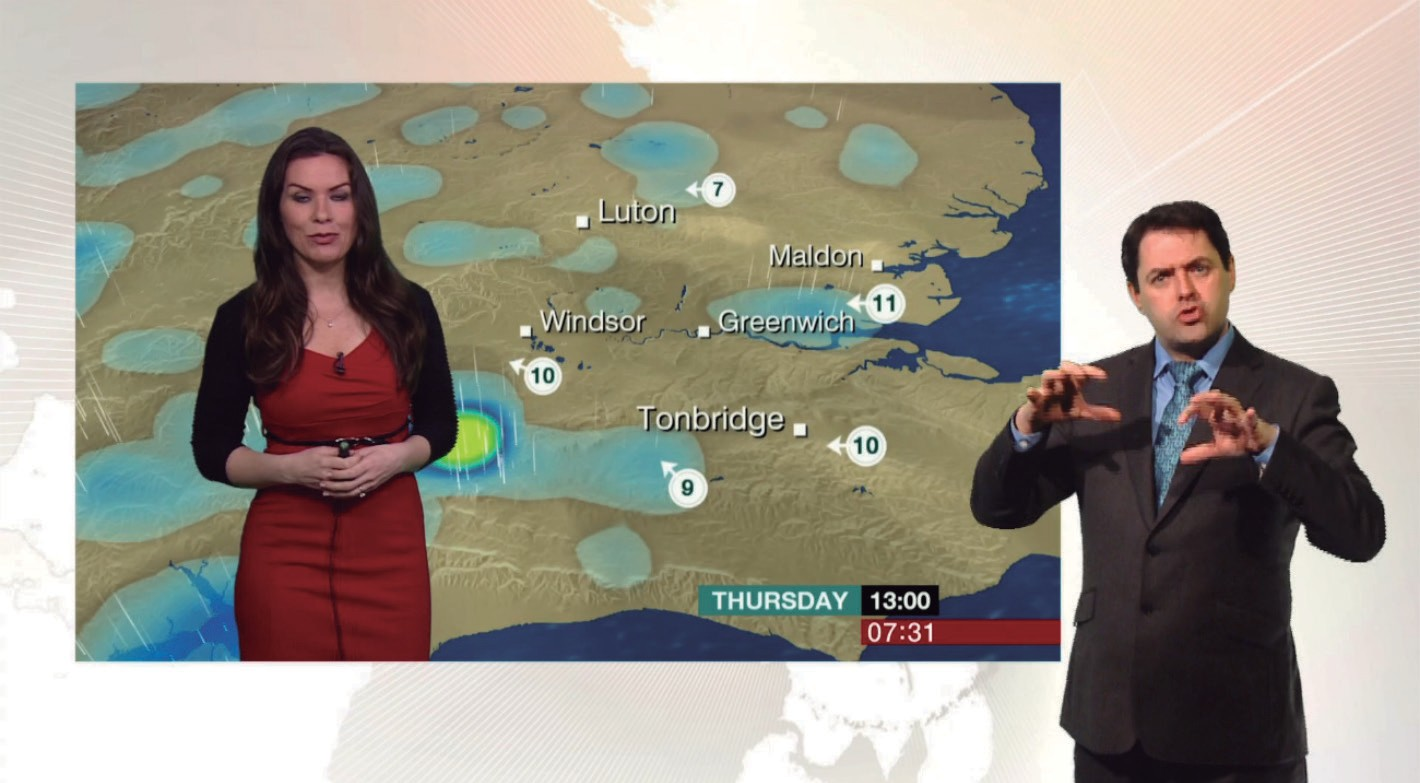 7
Luton
Maldon
11
Windsor
Greenwich
10
Tonbridge
10
9
THURSDAY 13:00
07:31